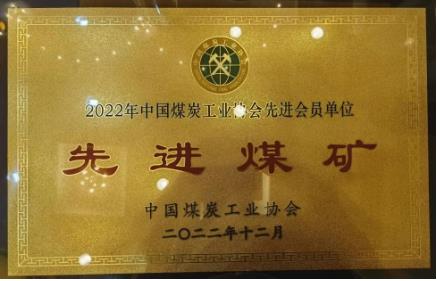 2022年中国煤炭工业协会先进会员单位
先进煤矿
中国煤炭工业协会
二〇二二年十二月